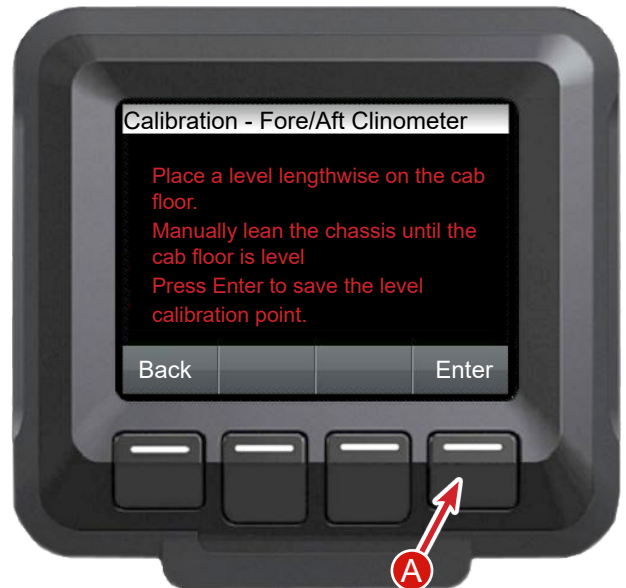 Calibration - Fore/Aft Clinometer
Place a level lengthwise on the cab
floor.
Manually lean the chassis until the
cab floor is level
Press Enter to save the level
calibration point.
Back
Enter
A